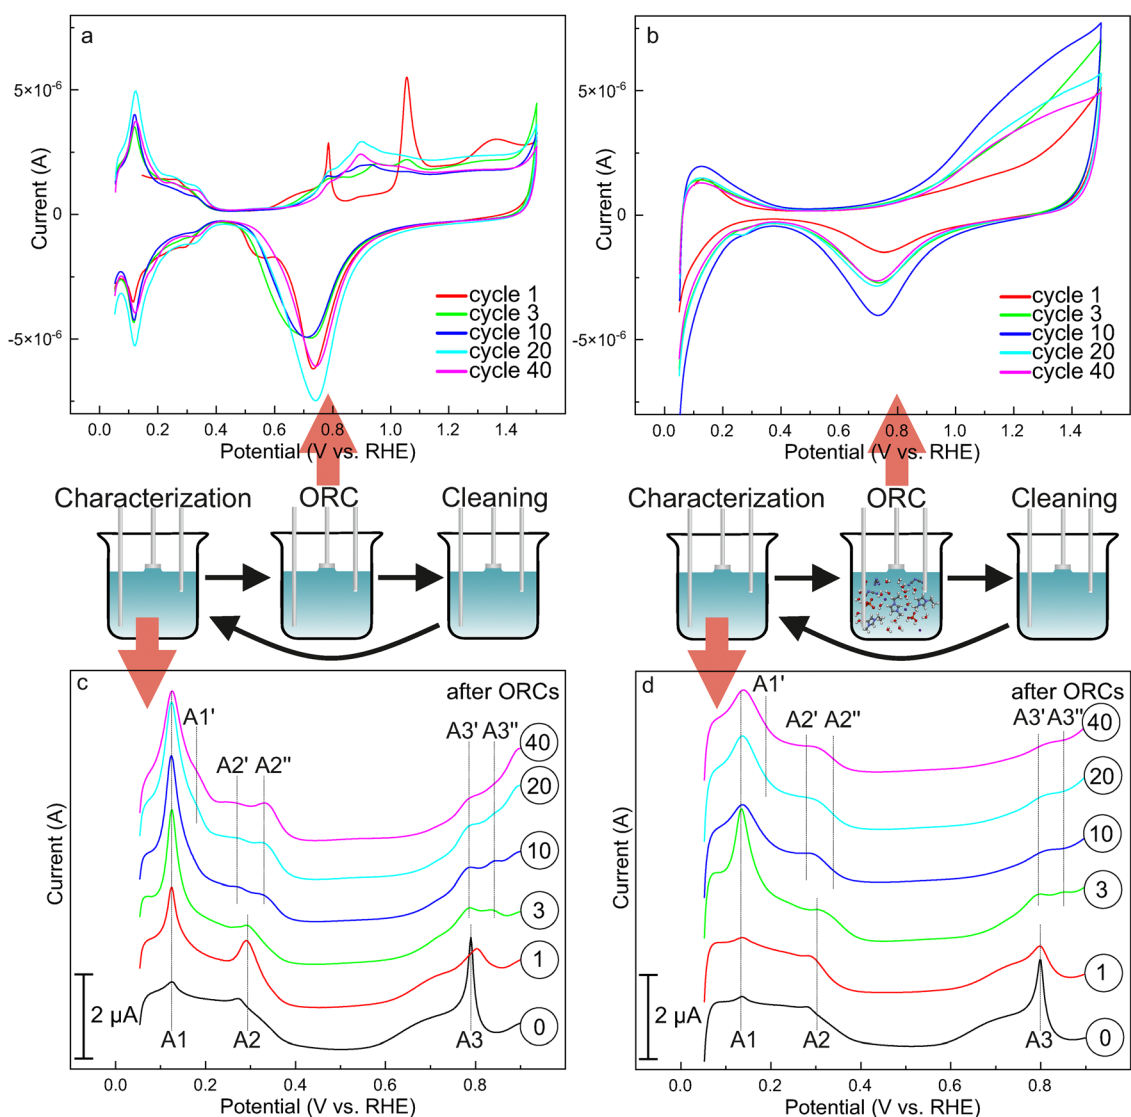 a
5×10⁻⁶
0
-5×10⁻⁶
Current (A)
cycle 1
cycle 3
cycle 10
cycle 20
cycle 40
0.0 0.2 0.4 0.6 0.8 1.0 1.2 1.4
Potential (V vs. RHE)
b
5×10⁻⁶
0
-5×10⁻⁶
Current (A)
cycle 1
cycle 3
cycle 10
cycle 20
cycle 40
0.0 0.2 0.4 0.6 0.8 1.0 1.2 1.4
Potential (V vs. RHE)
Characterization ORC Cleaning
Characterization ORC Cleaning
c
after ORCs
A1' A2' A2'' A3' A3''
40
20
10
3
1
0
2 µA
A1 A2 A3
Current (A)
0.0 0.2 0.4 0.6 0.8
Potential (V vs. RHE)
d
after ORCs
A1' A2' A2'' A3' A3''
40
20
10
3
1
0
2 µA
A1 A2 A3
Current (A)
0.0 0.2 0.4 0.6 0.8
Potential (V vs. RHE)